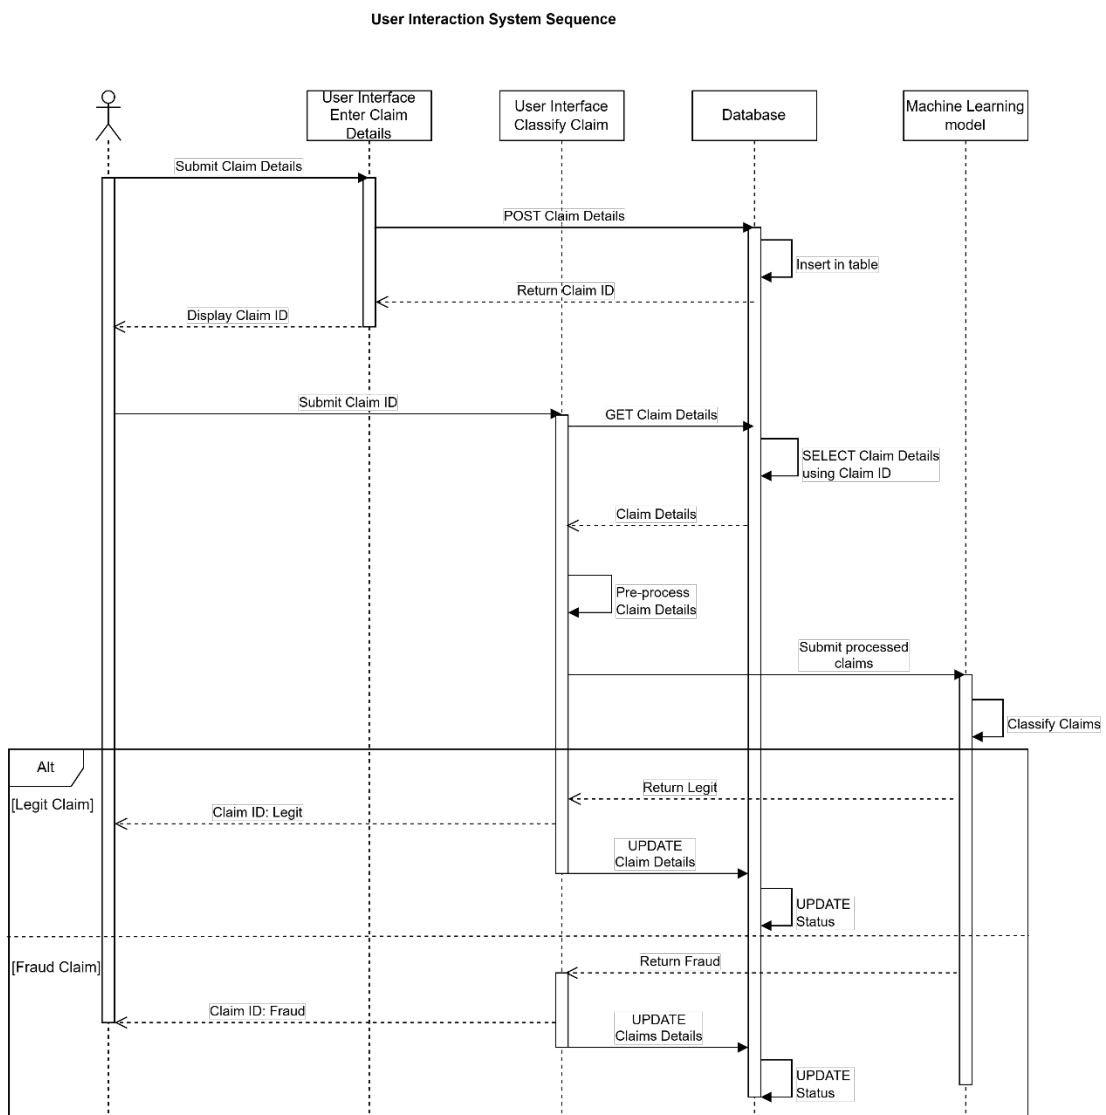 User Interaction System Sequence
User Interface
Enter Claim
Details
User Interface
Classify Claim
Database
Machine Learning
model
Submit Claim Details
POST Claim Details
Insert in table
Return Claim ID
Display Claim ID
Submit Claim ID
GET Claim Details
SELECT Claim Details
using Claim ID
Claim Details
Pre-process
Claim Details
Submit processed
claims
Classify Claims
Alt
[Legit Claim]
Return Legit
Claim ID: Legit
UPDATE
Claim Details
UPDATE
Status
[Fraud Claim]
Return Fraud
Claim ID: Fraud
UPDATE
Claims Details
UPDATE
Status